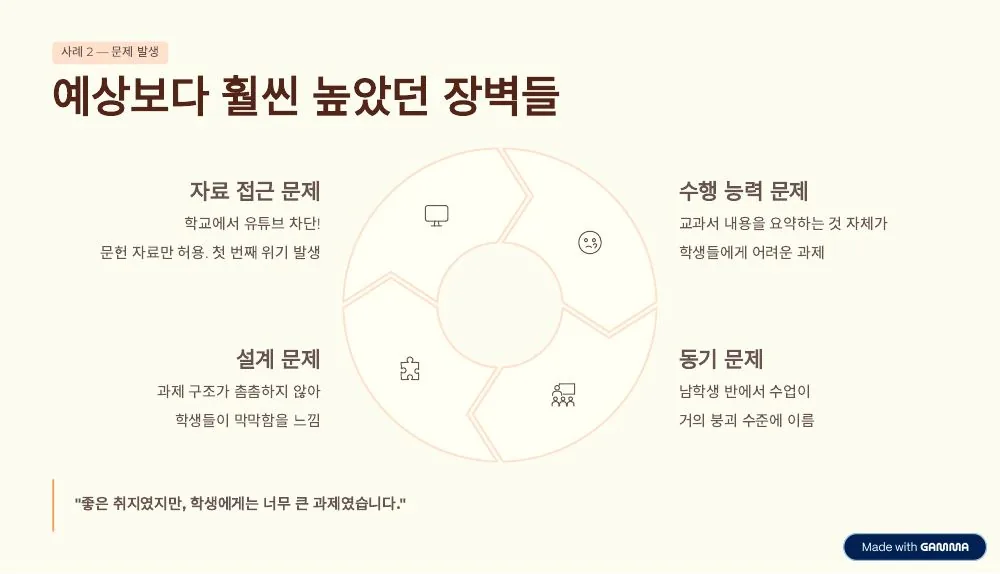 사례 2 — 문제 발생
예상보다 훨씬 높았던 장벽들
자료 접근 문제
학교에서 유튜브 차단!
문헌 자료만 허용. 첫 번째 위기 발생
수행 능력 문제
교과서 내용을 요약하는 것 자체가
학생들에게 어려운 과제
설계 문제
과제 구조가 촘촘하지 않아
학생들이 막막함을 느낌
동기 문제
남학생 반에서 수업이
거의 붕괴 수준에 이름
"좋은 취지였지만, 학생에게는 너무 큰 과제였습니다."
Made with GAMMA